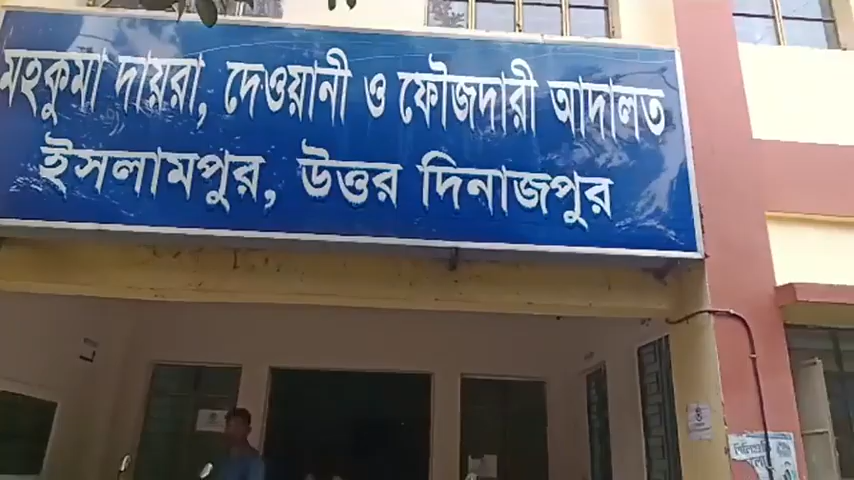 মহকুমা দায়রা, দেওয়ানী ও ফৌজদারী আদালত
ইসলামপুর, উত্তর দিনাজপুর